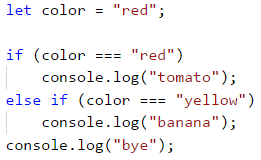 let color = "red";

if (color === "red")
    console.log("tomato");
else if (color === "yellow")
    console.log("banana");
console.log("bye");